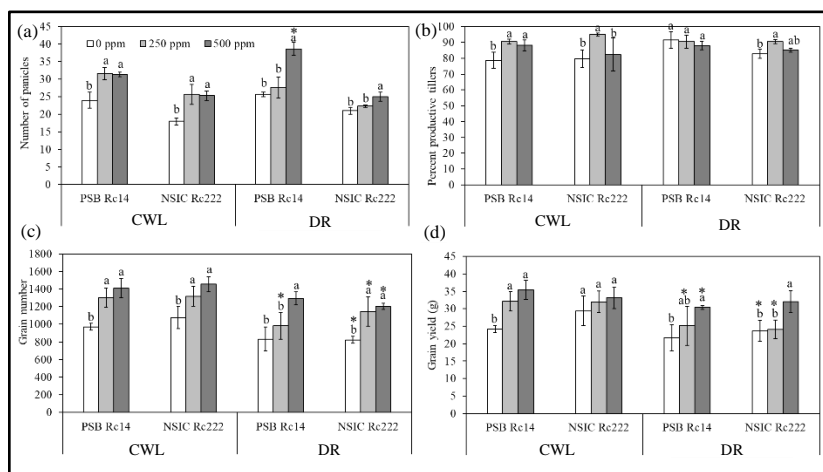 (a)
0 ppm 250 ppm 500 ppm
Number of panicles
45
40
35
30
25
20
15
10
5
0
b a a b a a b b * a b b a
PSB Rc14 NSIC Rc222 PSB Rc14 NSIC Rc222
CWL DR
(b)
Percent productive tillers
100
90
80
70
60
50
40
30
20
10
0
b a a b a b a a a b a ab
PSB Rc14 NSIC Rc222 PSB Rc14 NSIC Rc222
CWL DR
(c)
Grain number
1800
1600
1400
1200
1000
800
600
400
200
0
b a a b a a b * b a * b * a * a
PSB Rc14 NSIC Rc222 PSB Rc14 NSIC Rc222
CWL DR
(d)
Grain yield (g)
45
40
35
30
25
20
15
10
5
0
b a a a a a b * ab * a * b * b a
PSB Rc14 NSIC Rc222 PSB Rc14 NSIC Rc222
CWL DR